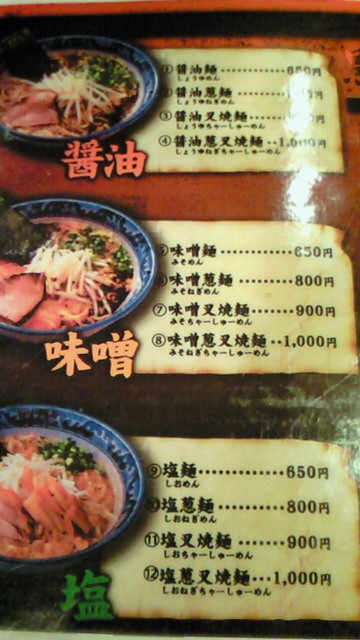 ①醤油麺 650円
しょうゆめん
②醤油葱麺 円
しょうゆねぎめん
③醤油叉焼麺 円
しょうゆちゃーしゅーめん
④醤油葱叉焼麺 1,000円
しょうゆねぎちゃーしゅーめん
醤油
⑤味噌麺 650円
みそめん
⑥味噌葱麺 800円
みそねぎめん
⑦味噌叉焼麺 900円
みそちゃーしゅーめん
⑧味噌葱叉焼麺 1,000円
みそねぎちゃーしゅーめん
味噌
⑨塩麺 650円
しおめん
⑩塩葱麺 800円
しおねぎめん
⑪塩叉焼麺 900円
しおちゃーしゅーめん
⑫塩葱叉焼麺 1,000円
しおねぎちゃーしゅーめん
塩